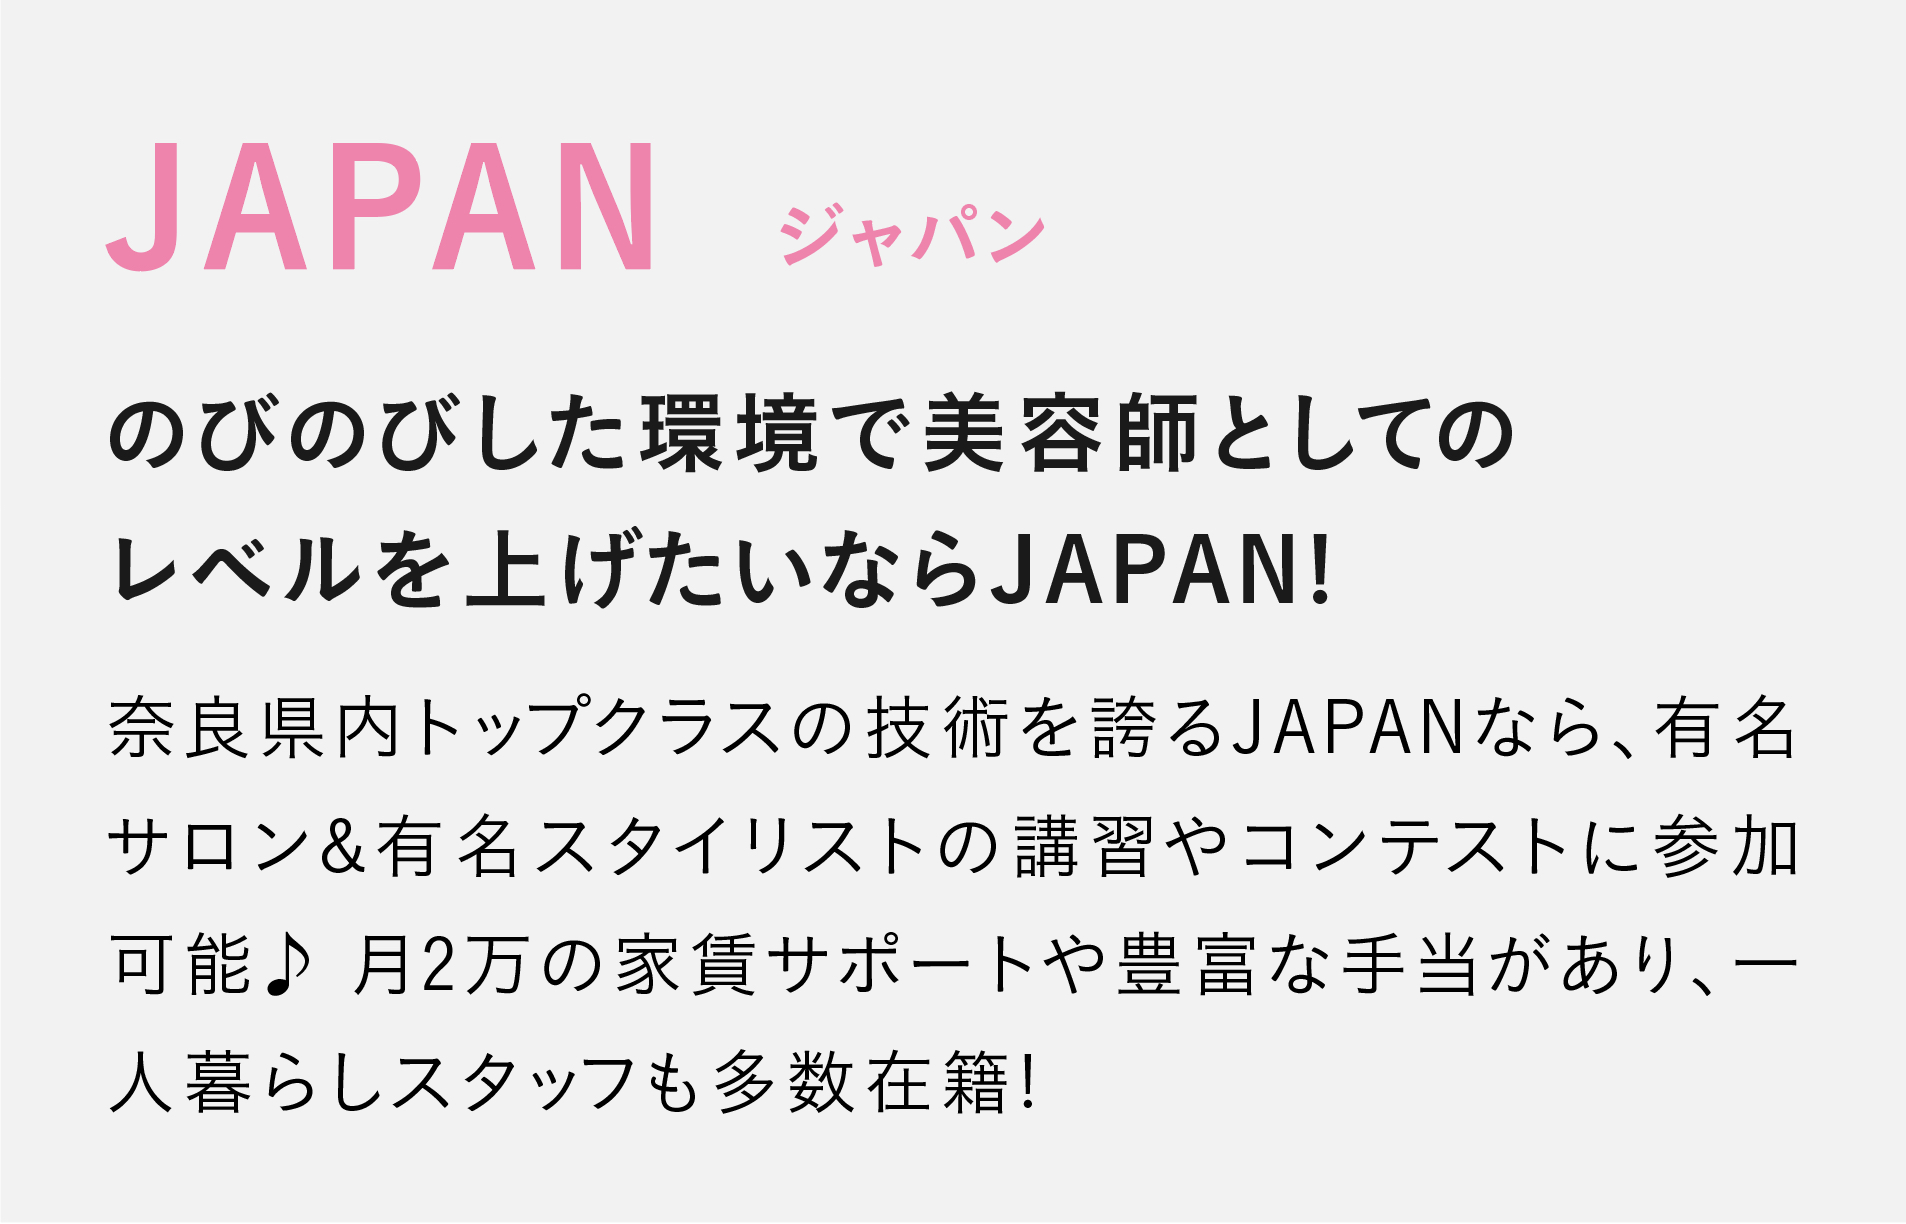 JAPAN ジャパン
のびのびした環境で美容師としての
レベルを上げたいならJAPAN!
奈良県内トップクラスの技術を誇るJAPANなら、有名
サロン&有名スタイリストの講習やコンテストに参加
可能♪ 月2万の家賃サポートや豊富な手当があり、一
人暮らしスタッフも多数在籍!